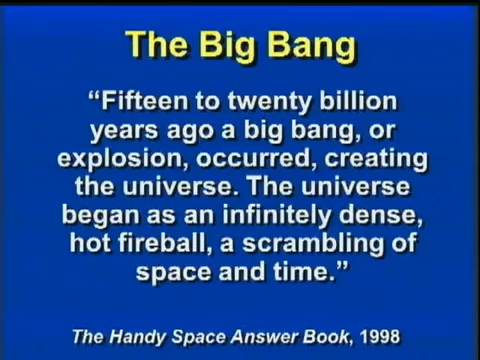 The Big Bang
“Fifteen to twenty billion
years ago a big bang, or
explosion, occurred, creating
the universe. The universe
began as an infinitely dense,
hot fireball, a scrambling of
space and time.”
The Handy Space Answer Book, 1998